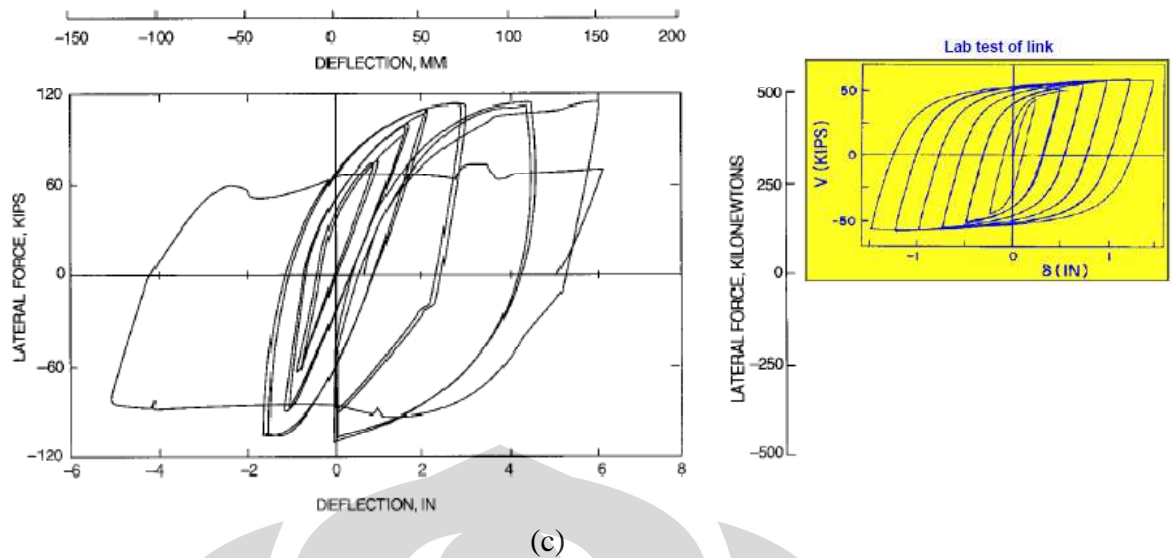 -150 -100 -50 0 50 100 150 200
DIEFLECTION, MM
120
60
0
-60
-120
LATERAL FORCE, KIPS
-6 -4 -2 0 2 4 6 8
DIEFLECTION, IN
500
250
0
-250
-500
LATERAL FORCE, KILONEWTONS
Lab test of link
50
0
-50
V (KIPS)
-1 0 1
δ (IN)
(c)